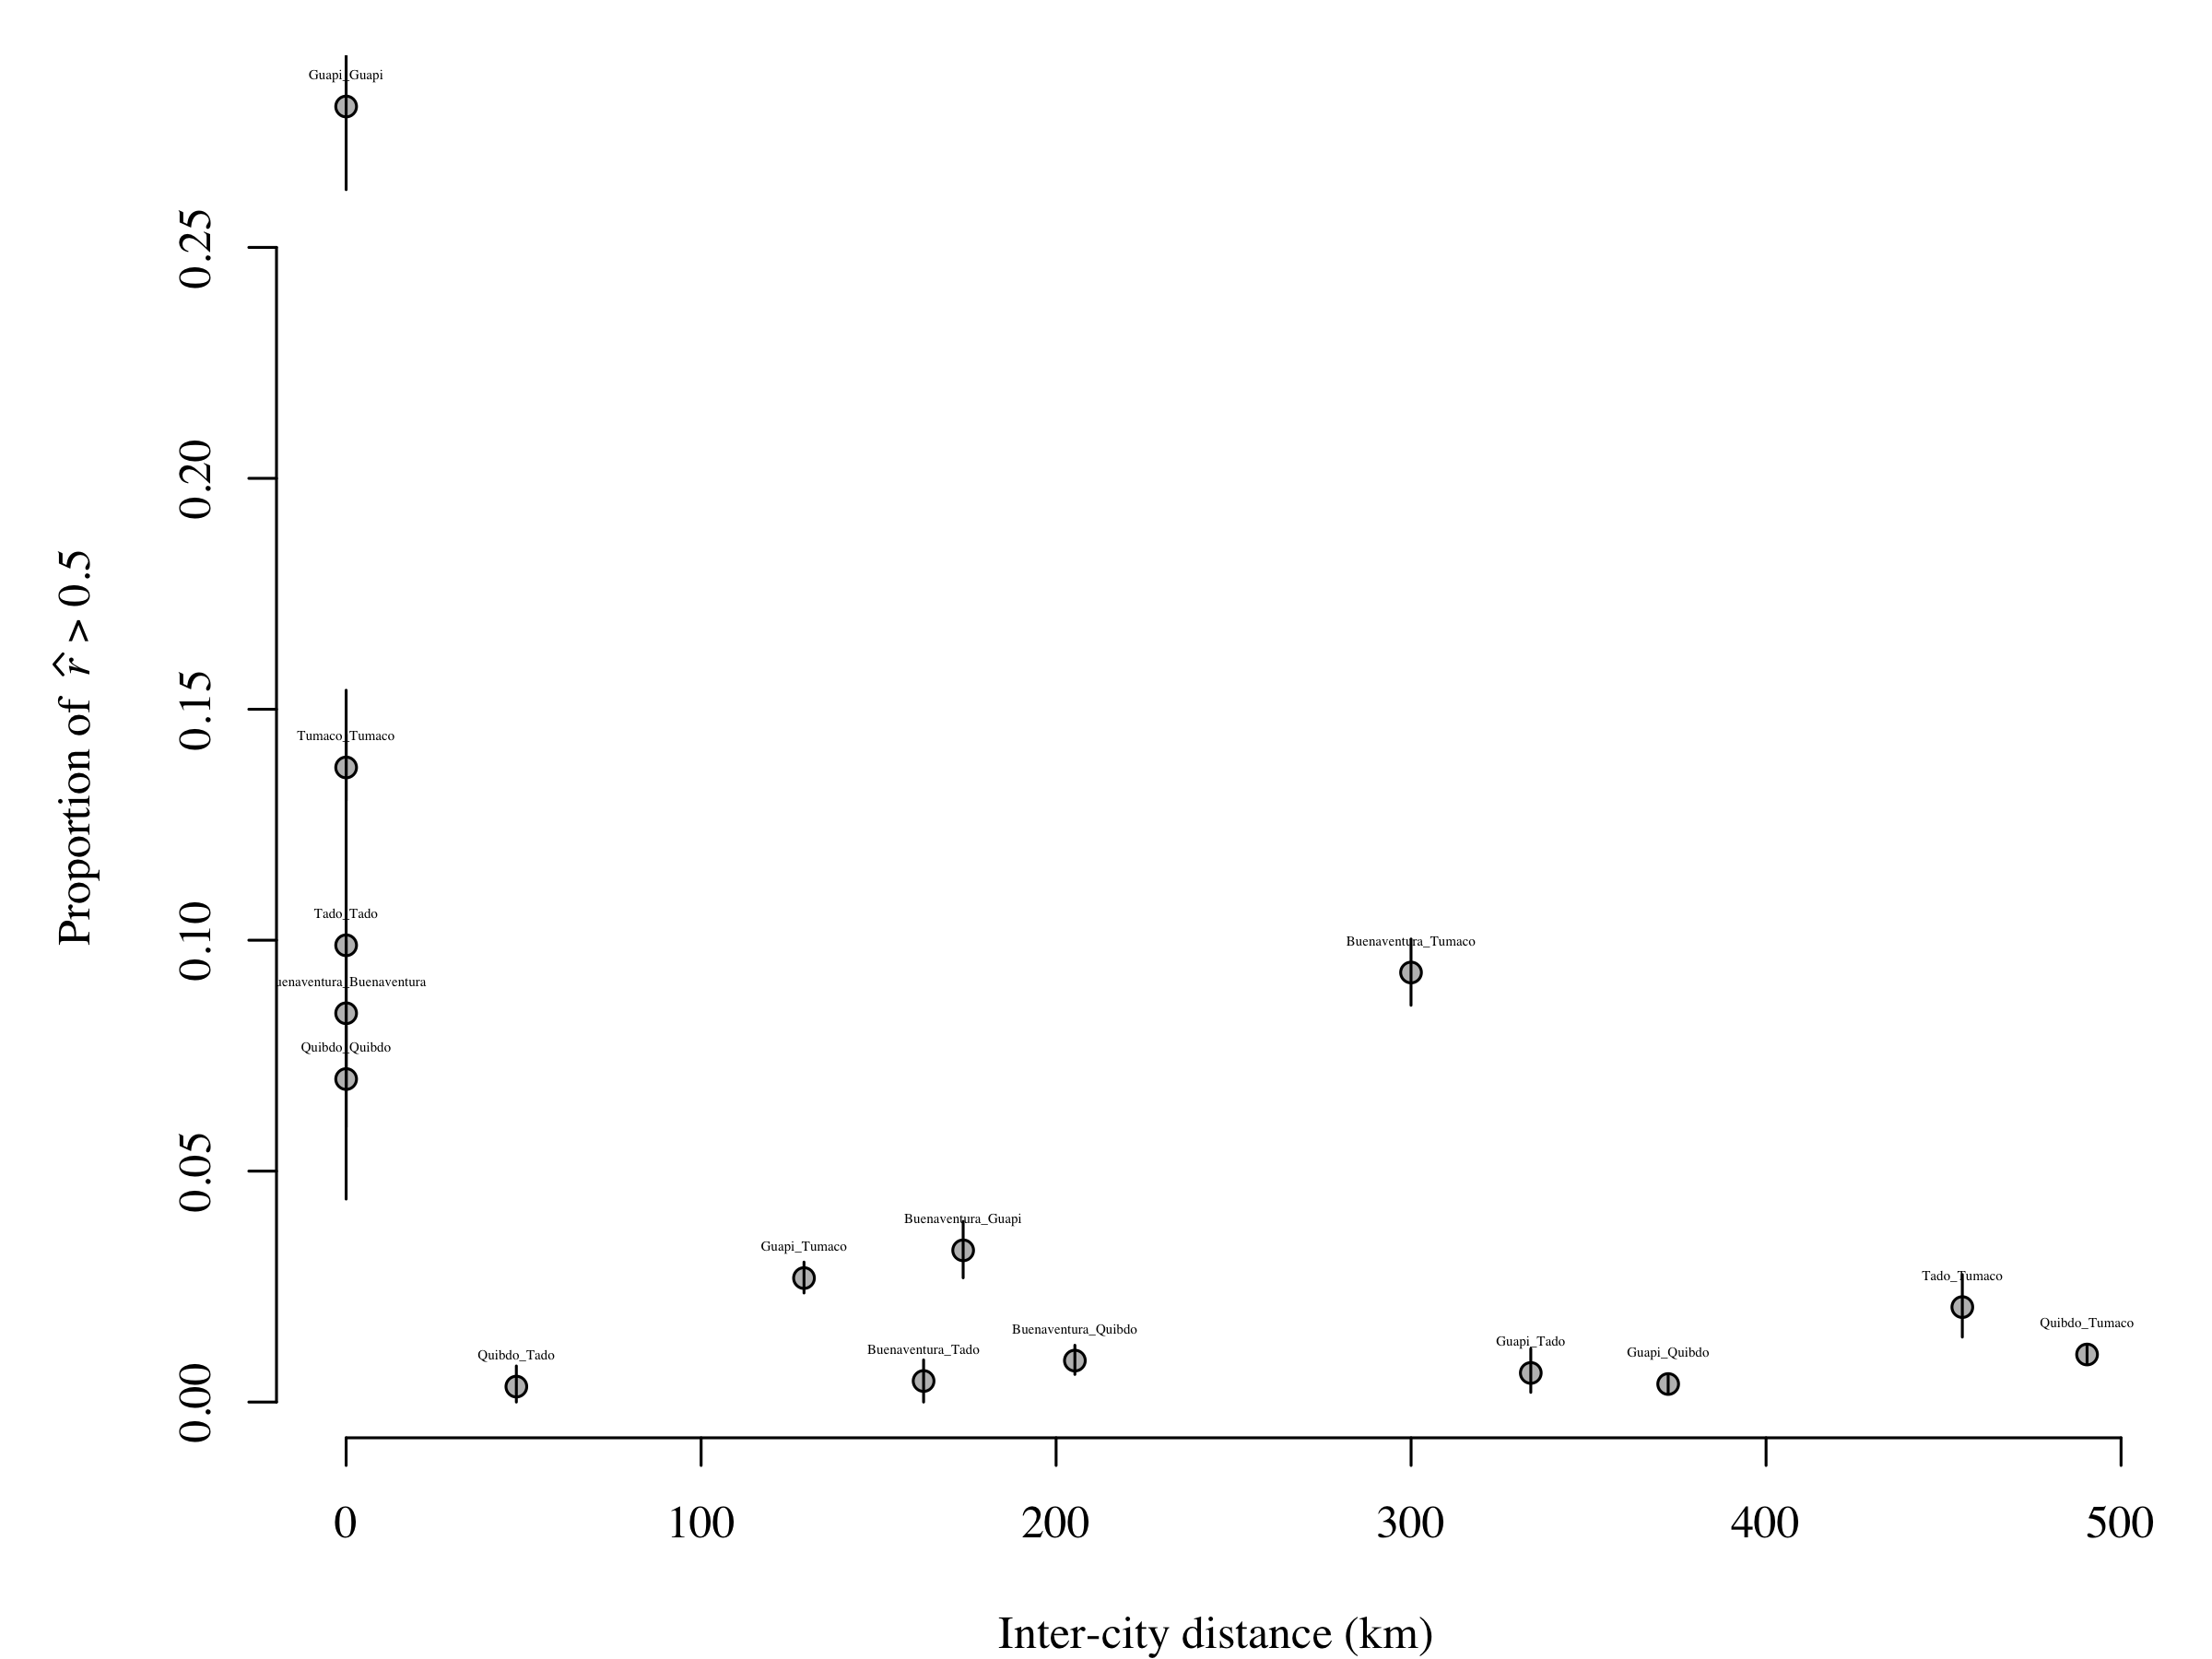 Guapi_Guapi
0.25
0.20
0.15
0.10
0.05
0.00
Proportion of r̂ > 0.5
Tumaco_Tumaco
Tado_Tado
uenaventura_Buenaventura
Quibdo_Quibdo
Buenaventura_Tumaco
Buenaventura_Guapi
Guapi_Tumaco
Tado_Tumaco
Quibdo_Tumaco
Buenaventura_Quibdo
Guapi_Tado
Buenaventura_Tado
Guapi_Quibdo
Quibdo_Tado
0 100 200 300 400 500
Inter-city distance (km)